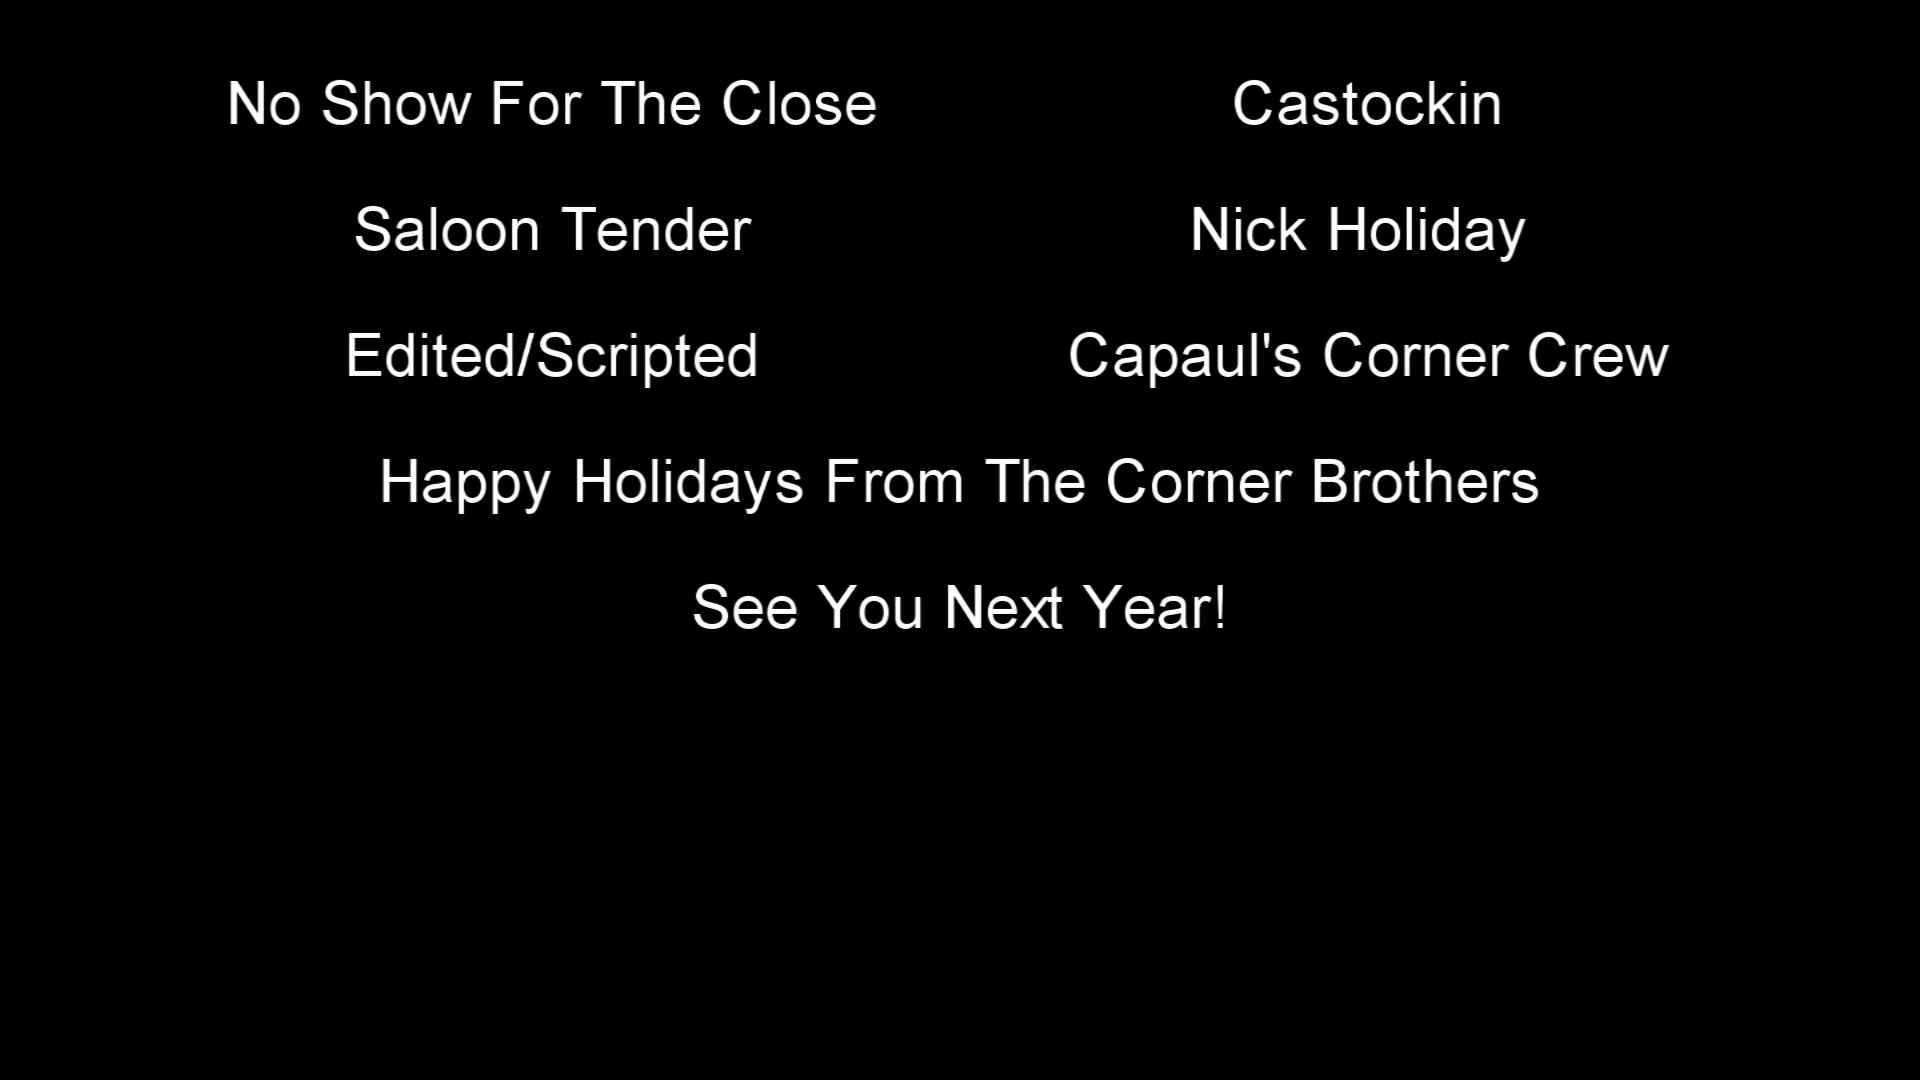 No Show For The Close Castockin
Saloon Tender Nick Holiday
Edited/Scripted Capaul's Corner Crew
Happy Holidays From The Corner Brothers
See You Next Year!